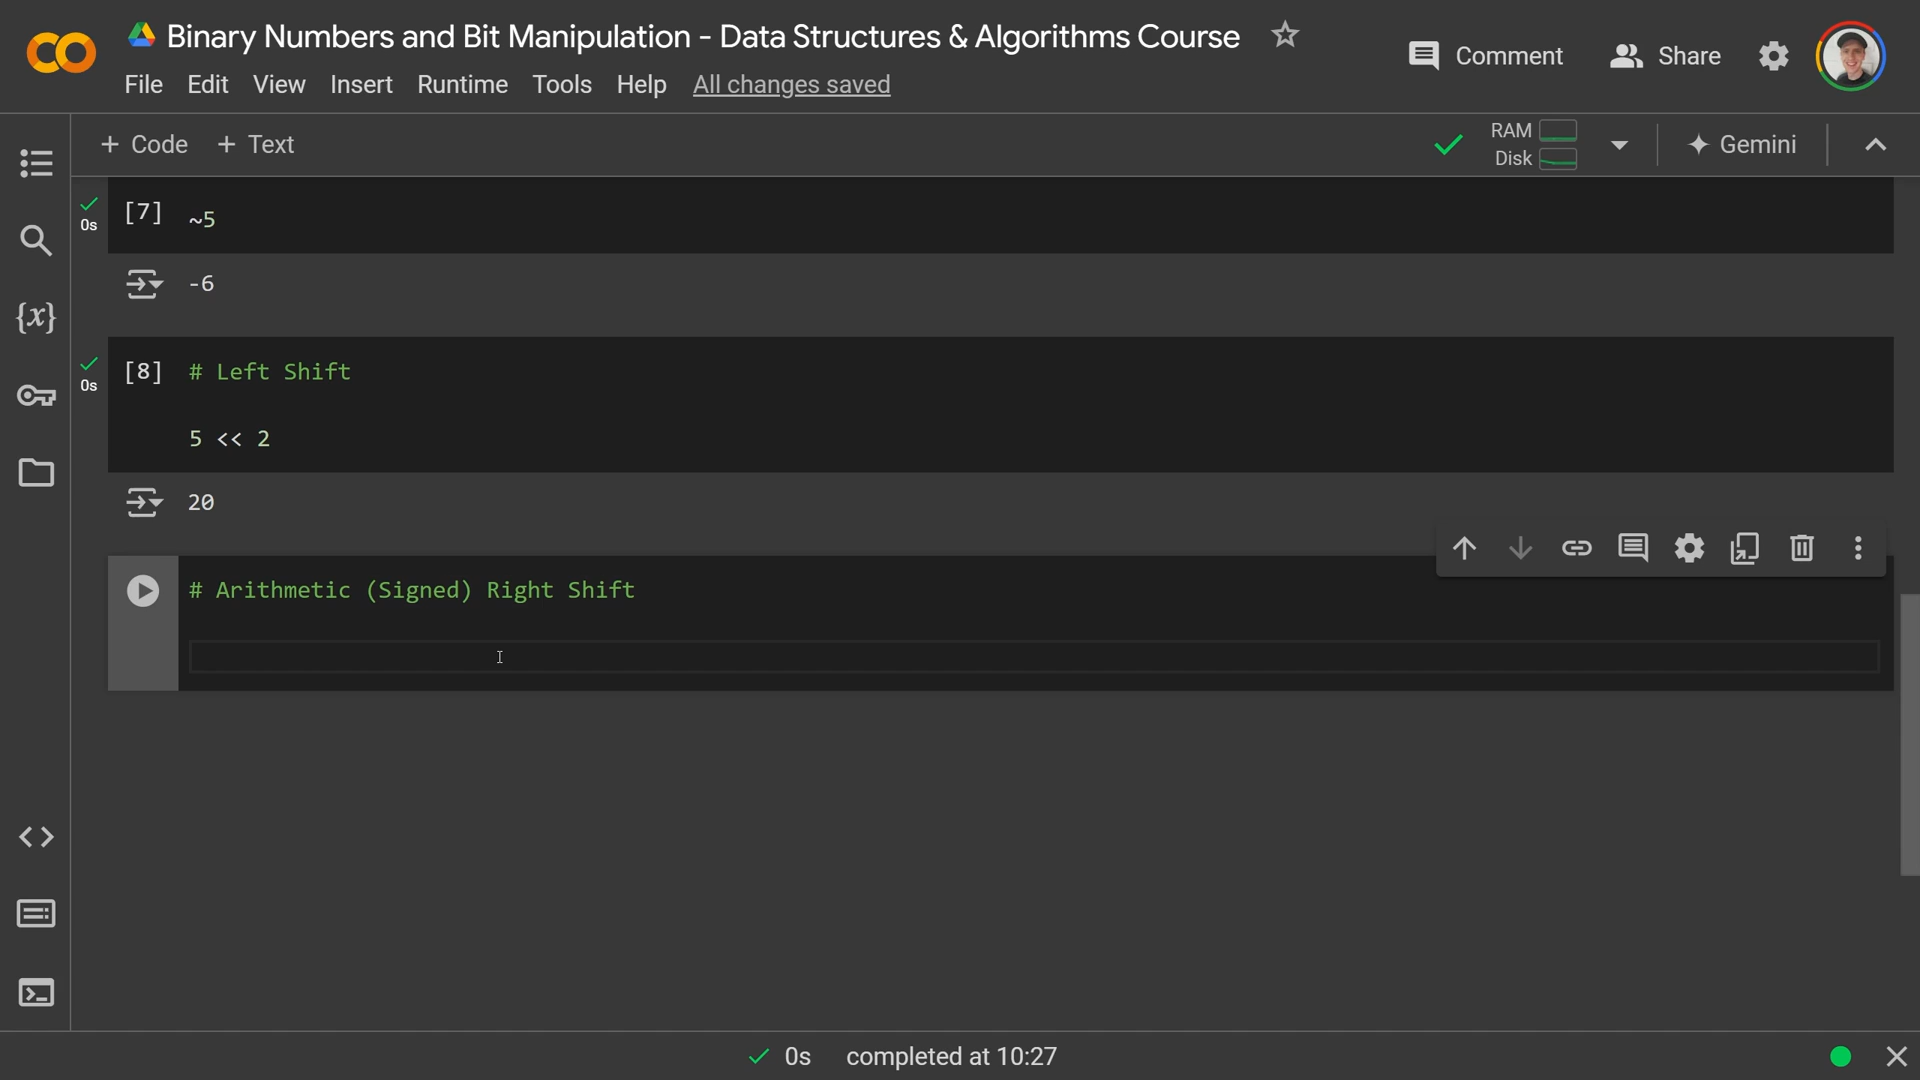 Binary Numbers and Bit Manipulation - Data Structures & Algorithms Course
Comment
Share
File Edit View Insert Runtime Tools Help All changes saved
+ Code + Text
RAM
Disk
Gemini
[7] ~5
0s
-6
[8] # Left Shift
0s
5 << 2
20
# Arithmetic (Signed) Right Shift
{x}
0s completed at 10:27